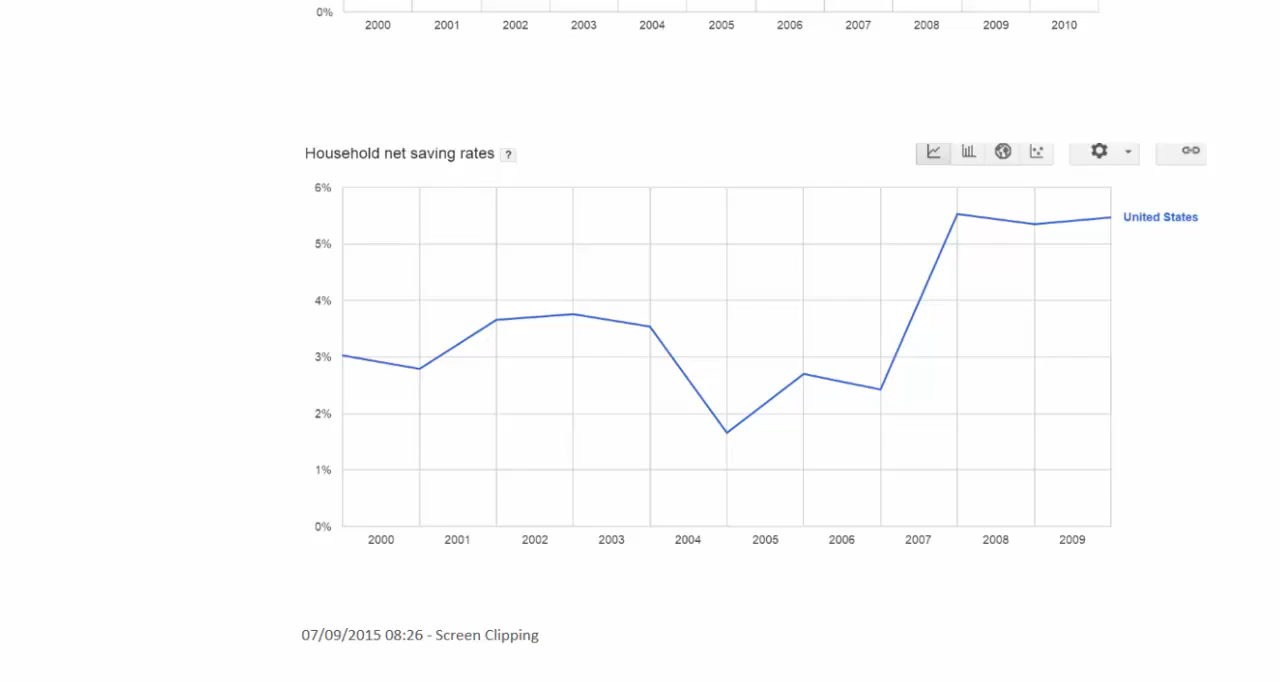 0%
2000 2001 2002 2003 2004 2005 2006 2007 2008 2009 2010
Household net saving rates ?
6%
United States
5%
4%
3%
2%
1%
0%
2000 2001 2002 2003 2004 2005 2006 2007 2008 2009
07/09/2015 08:26 - Screen Clipping